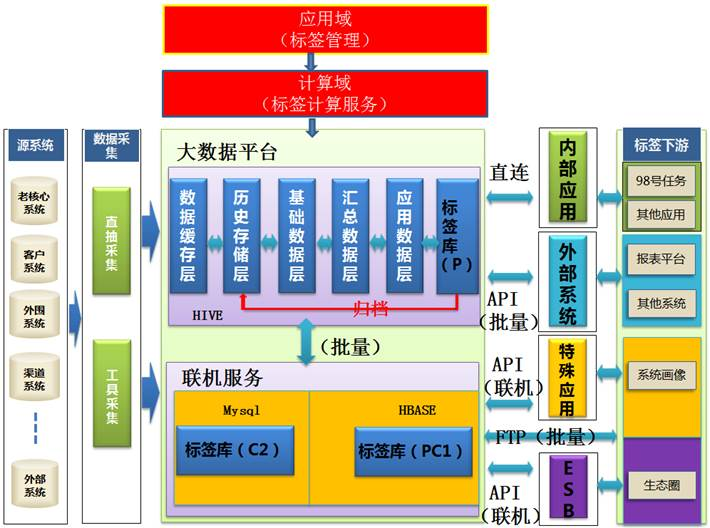 应用域
（标签管理）
计算域
（标签计算服务）
源系统
老核心
系统
客户
系统
外围
系统
渠道
系统
外部
系统
数据采
集
直抽采集
工具采集
大数据平台
数据缓存层
历史存储层
基础数据层
汇总数据层
应用数据层
标签库（P）
归档
HIVE
（批量）
联机服务
Mysql
标签库（C2）
HBASE
标签库（PC1）
直连
API
（批量）
API
（联机）
FTP（批量）
API
（联机）
内部应用
外部系统
特殊应用
ESB
标签下游
98号任务
其他应用
报表平台
其他系统
系统画像
生态圈